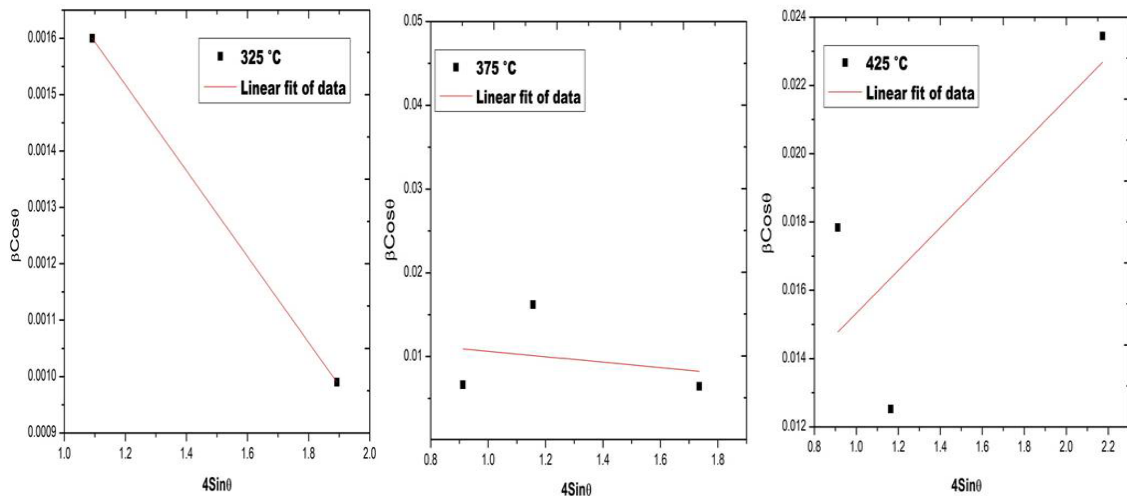 0.0016
0.0015
0.0014
0.0013
0.0012
0.0011
0.0010
0.0009
βCosθ
325 °C
Linear fit of data
1.0 1.2 1.4 1.6 1.8 2.0
4Sinθ
0.05
0.04
0.03
0.02
0.01
βCosθ
375 °C
Linear fit of data
0.8 1.0 1.2 1.4 1.6 1.8
4Sinθ
0.024
0.022
0.020
0.018
0.016
0.014
0.012
βCosθ
425 °C
Linear fit of data
0.8 1.0 1.2 1.4 1.6 1.8 2.0 2.2
4Sinθ